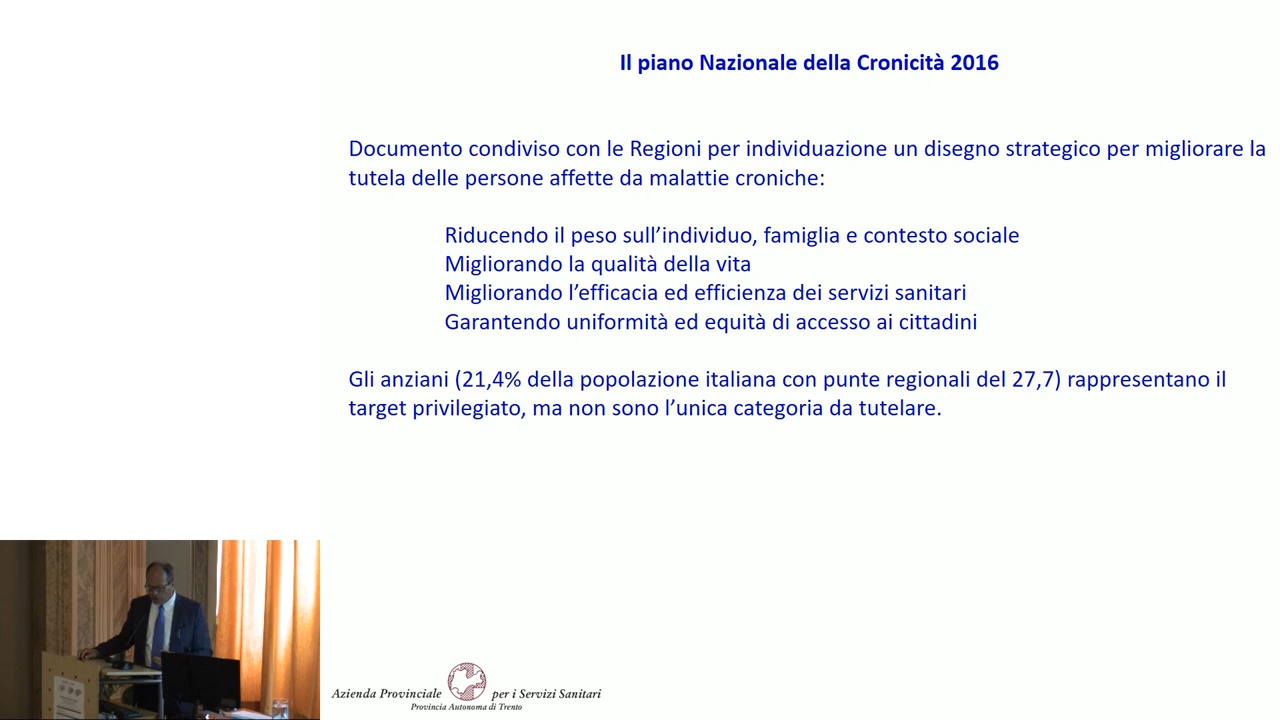 Il piano Nazionale della Cronicità 2016
Documento condiviso con le Regioni per individuazione un disegno strategico per migliorare la
tutela delle persone affette da malattie croniche:
Riducendo il peso sull’individuo, famiglia e contesto sociale
Migliorando la qualità della vita
Migliorando l’efficacia ed efficienza dei servizi sanitari
Garantendo uniformità ed equità di accesso ai cittadini
Gli anziani (21,4% della popolazione italiana con punte regionali del 27,7) rappresentano il
target privilegiato, ma non sono l’unica categoria da tutelare.
Azienda Provinciale per i Servizi Sanitari
Provincia Autonoma di Trento